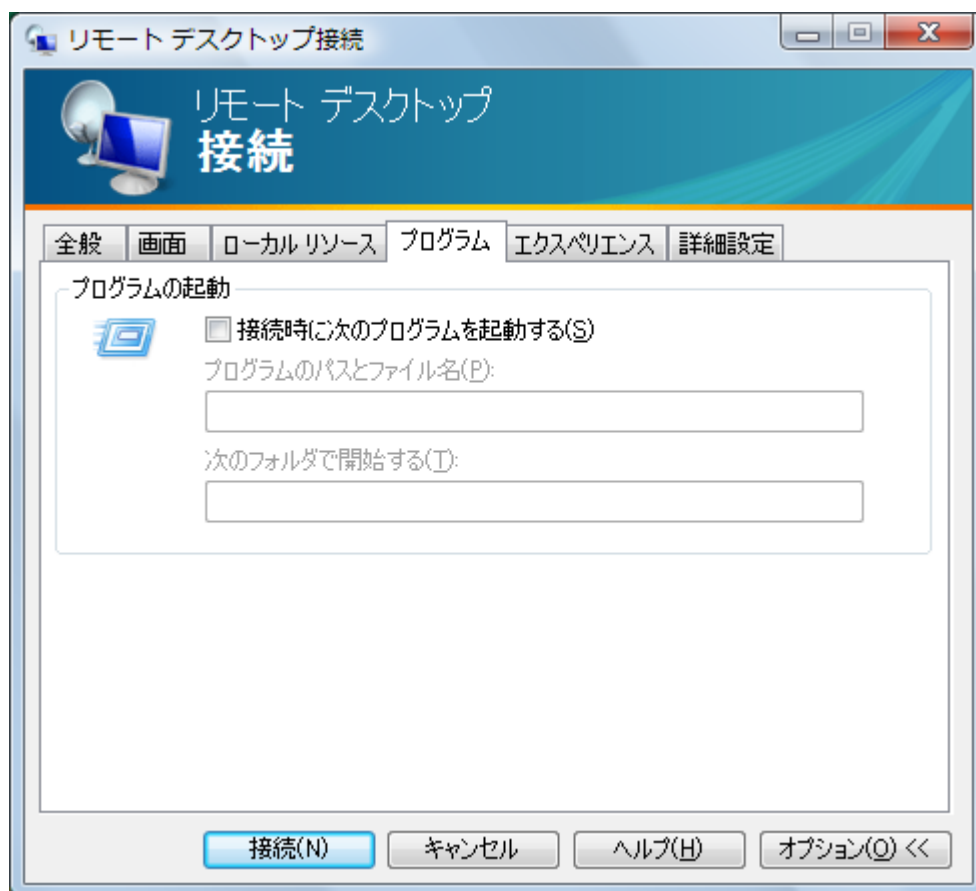 リモート デスクトップ接続
リモート デスクトップ
接続
全般 画面 ローカル リソース プログラム エクスペリエンス 詳細設定
プログラムの起動
接続時に次のプログラムを起動する(S)
プログラムのパスとファイル名(P):
次のフォルダで開始する(T):
接続(N) キャンセル ヘルプ(H) オプション(O) <<